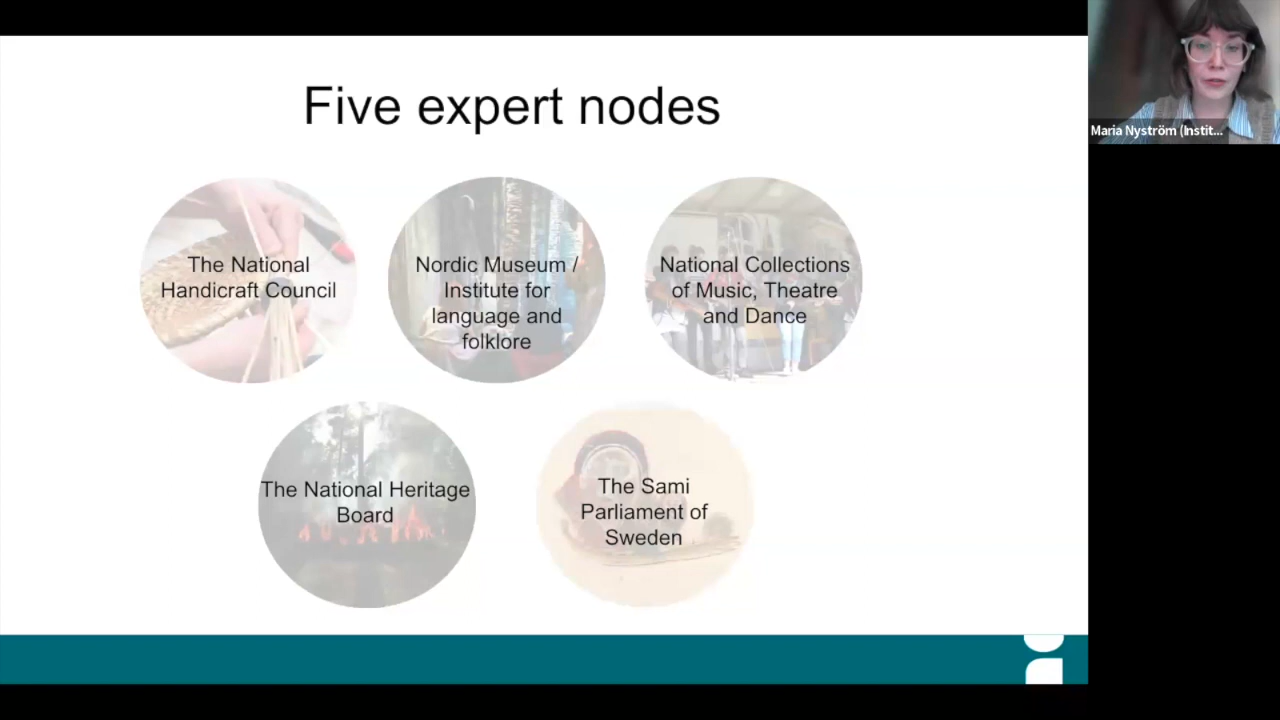 Five expert nodes
The National
Handicraft Council
Nordic Museum /
Institute for
language and
folklore
National Collections
of Music, Theatre
and Dance
The National Heritage
Board
The Sami
Parliament of
Sweden
Maria Nyström (Instit...